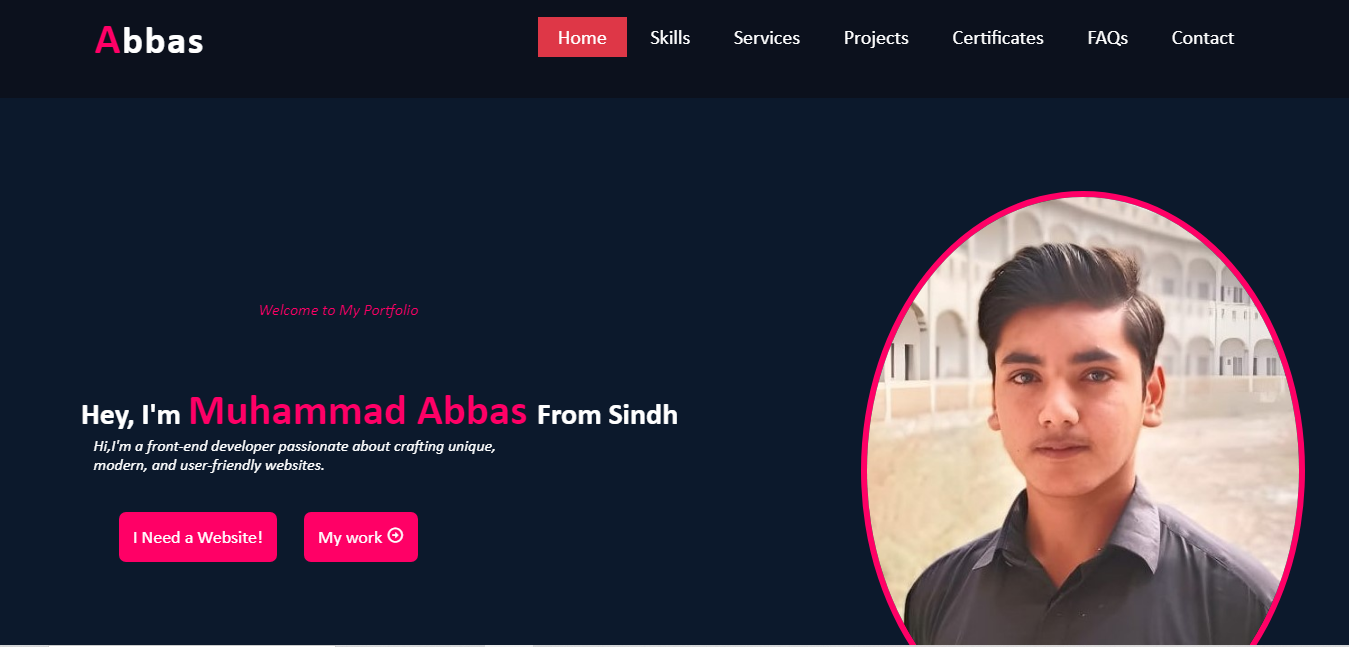 Abbas
Home Skills Services Projects Certificates FAQs Contact
Welcome to My Portfolio
Hey, I'm Muhammad Abbas From Sindh
Hi,I'm a front-end developer passionate about crafting unique,
modern, and user-friendly websites.
I Need a Website! My work